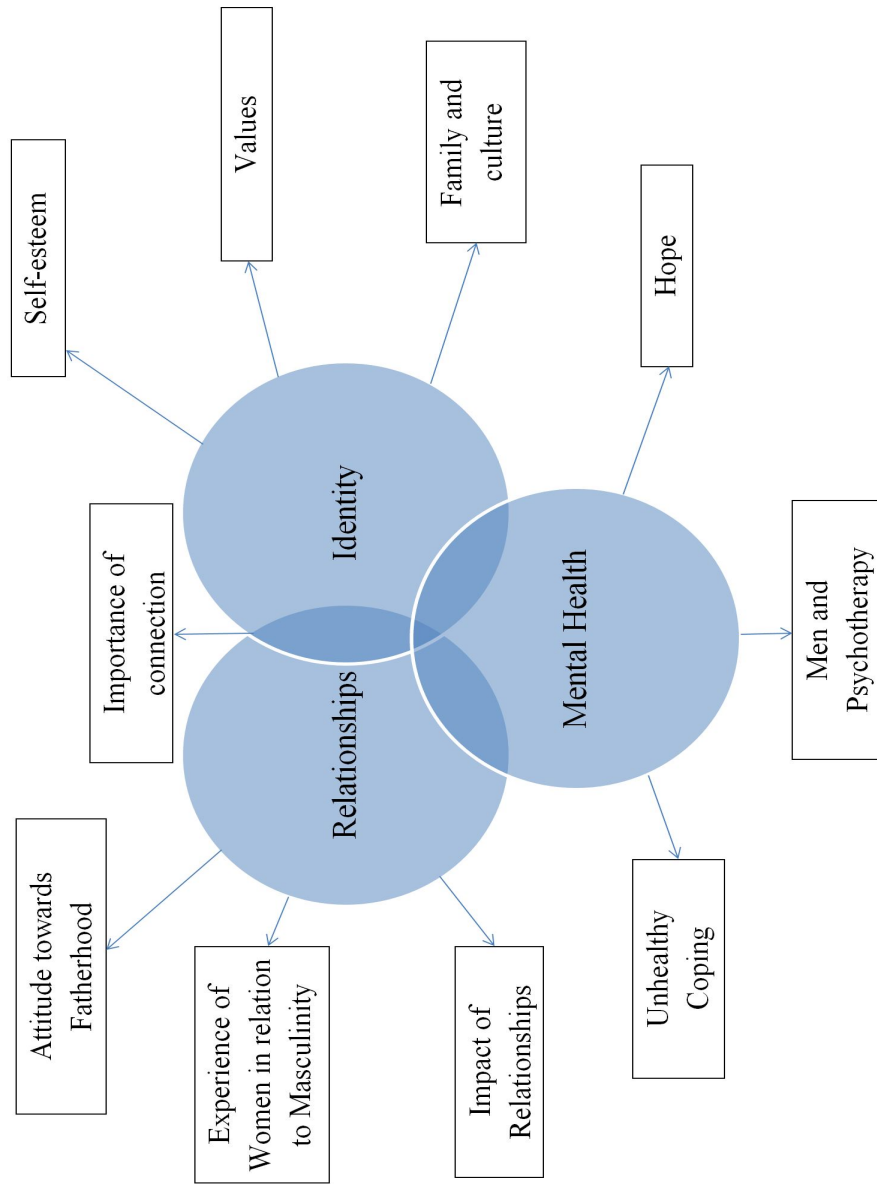 Attitude towards
Fatherhood
Importance of
connection
Self-esteem
Experience of
Women in relation
to Masculinity
Values
Relationships
Identity
Impact of
Relationships
Family and
culture
Mental Health
Unhealthy
Coping
Hope
Men and
Psychotherapy